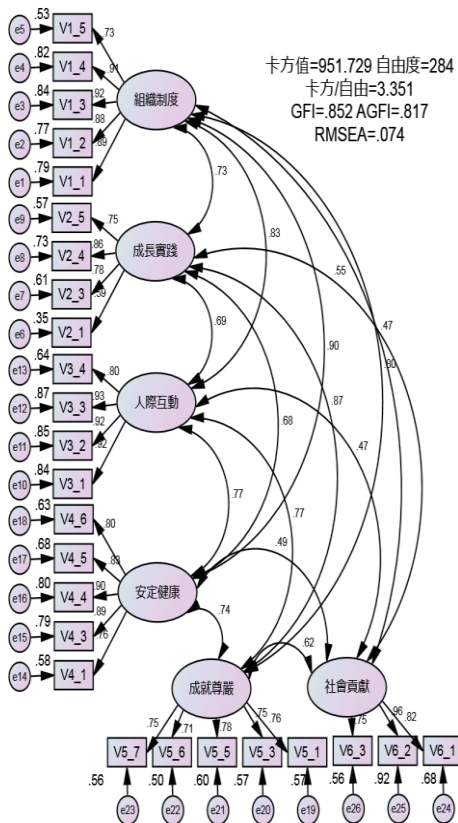 卡方值=951.729 自由度=284
卡方/自由=3.351
GFI=.852 AGFI=.817
RMSEA=.074
e5 .53 V1_5 .73
e4 .82 V1_4 .91
e3 .84 V1_3 .92
e2 .77 V1_2 .88
e1 .79 V1_1 .89
組織制度
e9 .57 V2_5 .75
e8 .73 V2_4 .86
e7 .61 V2_3 .78
e6 .35 V2_1 .59
成長實踐
e13 .64 V3_4 .80
e12 .87 V3_3 .93
e11 .85 V3_2 .92
e10 .84 V3_1 .92
人際互動
e18 .63 V4_6 .80
e17 .68 V4_5 .83
e16 .80 V4_4 .90
e15 .79 V4_3 .89
e14 .58 V4_1 .76
安定健康
.73
.83
.55
.47
.90
.80
.69
.87
.68
.47
.77
.77
.49
.74
.62
成就尊嚴
社會貢獻
.75 .71 .78 .75 .76 .75 .96 .82
V5_7 V5_6 V5_5 V5_3 V5_1 V6_3 V6_2 V6_1
.56 .50 .60 .57 .57 .56 .92 .68
e23 e22 e21 e20 e19 e26 e25 e24